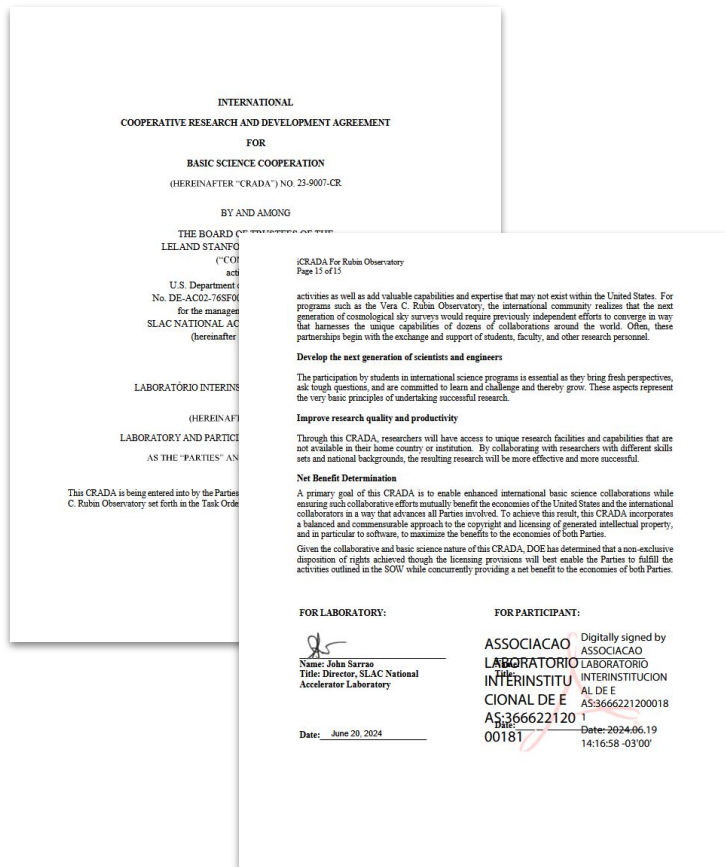 INTERNATIONAL
COOPERATIVE RESEARCH AND DEVELOPMENT AGREEMENT
FOR
BASIC SCIENCE COOPERATION
(HEREINAFTER “CRADA”) NO. 23-9007-CR
BY AND AMONG
THE BOARD OF TRUSTEES OF THE
LELAND STANFO
(“CO
acti
U.S. Department
No. DE-AC02-76SF00
for the manage
SLAC NATIONAL AC
(hereinafter
LABORATÓRIO INTERINS
(HEREINAF
LABORATORY AND PARTICI
AS THE “PARTIES” AN
This CRADA is being entered into by the Parties
C. Rubin Observatory set forth in the Task Orde
iCRADA For Rubin Observatory
Page 15 of 15
activities as well as add valuable capabilities and expertise that may not exist within the United States. For
programs such as the Vera C. Rubin Observatory, the international community realizes that the next
generation of cosmological sky surveys would require previously independent efforts to converge in way
that harnesses the unique capabilities of dozens of collaborations around the world. Often, these
partnerships begin with the exchange and support of students, faculty, and other research personnel.
Develop the next generation of scientists and engineers
The participation by students in international science programs is essential as they bring fresh perspectives,
ask tough questions, and are committed to learn and challenge and thereby grow. These aspects represent
the very basic principles of undertaking successful research.
Improve research quality and productivity
Through this CRADA, researchers will have access to unique research facilities and capabilities that are
not available in their home country or institution. By collaborating with researchers with different skills
sets and national backgrounds, the resulting research will be more effective and more successful.
Net Benefit Determination
A primary goal of this CRADA is to enable enhanced international basic science collaborations while
ensuring such collaborative efforts mutually benefit the economies of the United States and the international
collaborators in a way that advances all Parties involved. To achieve this result, this CRADA incorporates
a balanced and commensurable approach to the copyright and licensing of generated intellectual property,
and in particular to software, to maximize the benefits to the economies of both Parties.
Given the collaborative and basic science nature of this CRADA, DOE has determined that a non-exclusive
disposition of rights achieved though the licensing provisions will best enable the Parties to fulfill the
activities outlined in the SOW while concurrently providing a net benefit to the economies of both Parties.
FOR LABORATORY:
Name: John Sarrao
Title: Director, SLAC National
Accelerator Laboratory
Date: June 20, 2024
FOR PARTICIPANT:
Name:
Title:
Date:
ASSOCIACAO
LABORATORIO
INTERINSTITU
CIONAL DE E
AS:366622120
00181
Digitally signed by
ASSOCIACAO
LABORATORIO
INTERINSTITUCION
AL DE E
AS:3666221200018
1
Date: 2024.06.19
14:16:58 -03'00'